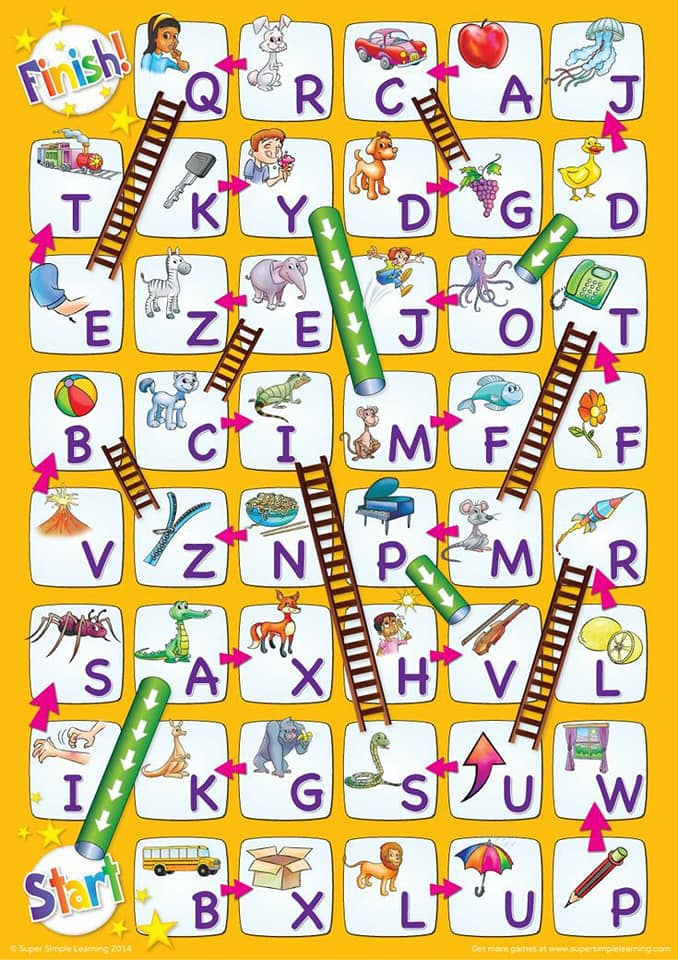 Finish! Q R C A J
T K Y D G D
E Z E J O T
B C I M F F
V Z N P M R
S A X H V L
I K G S U W
Start B X L U P
© Super Simple Learning 2014 Get more games at www.supersimplelearning.com